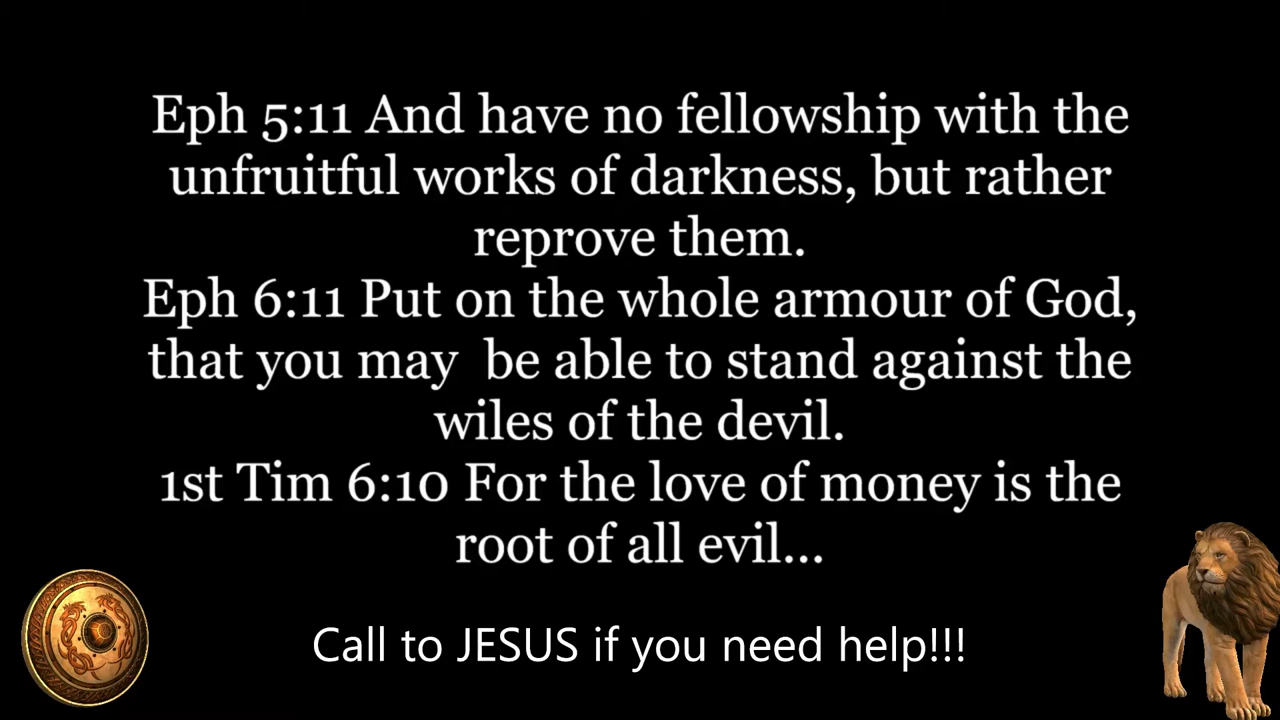 Eph 5:11 And have no fellowship with the
unfruitful works of darkness, but rather
reprove them.
Eph 6:11 Put on the whole armour of God,
that you may  be able to stand against the
wiles of the devil.
1st Tim 6:10 For the love of money is the
root of all evil...
Call to JESUS if you need help!!!